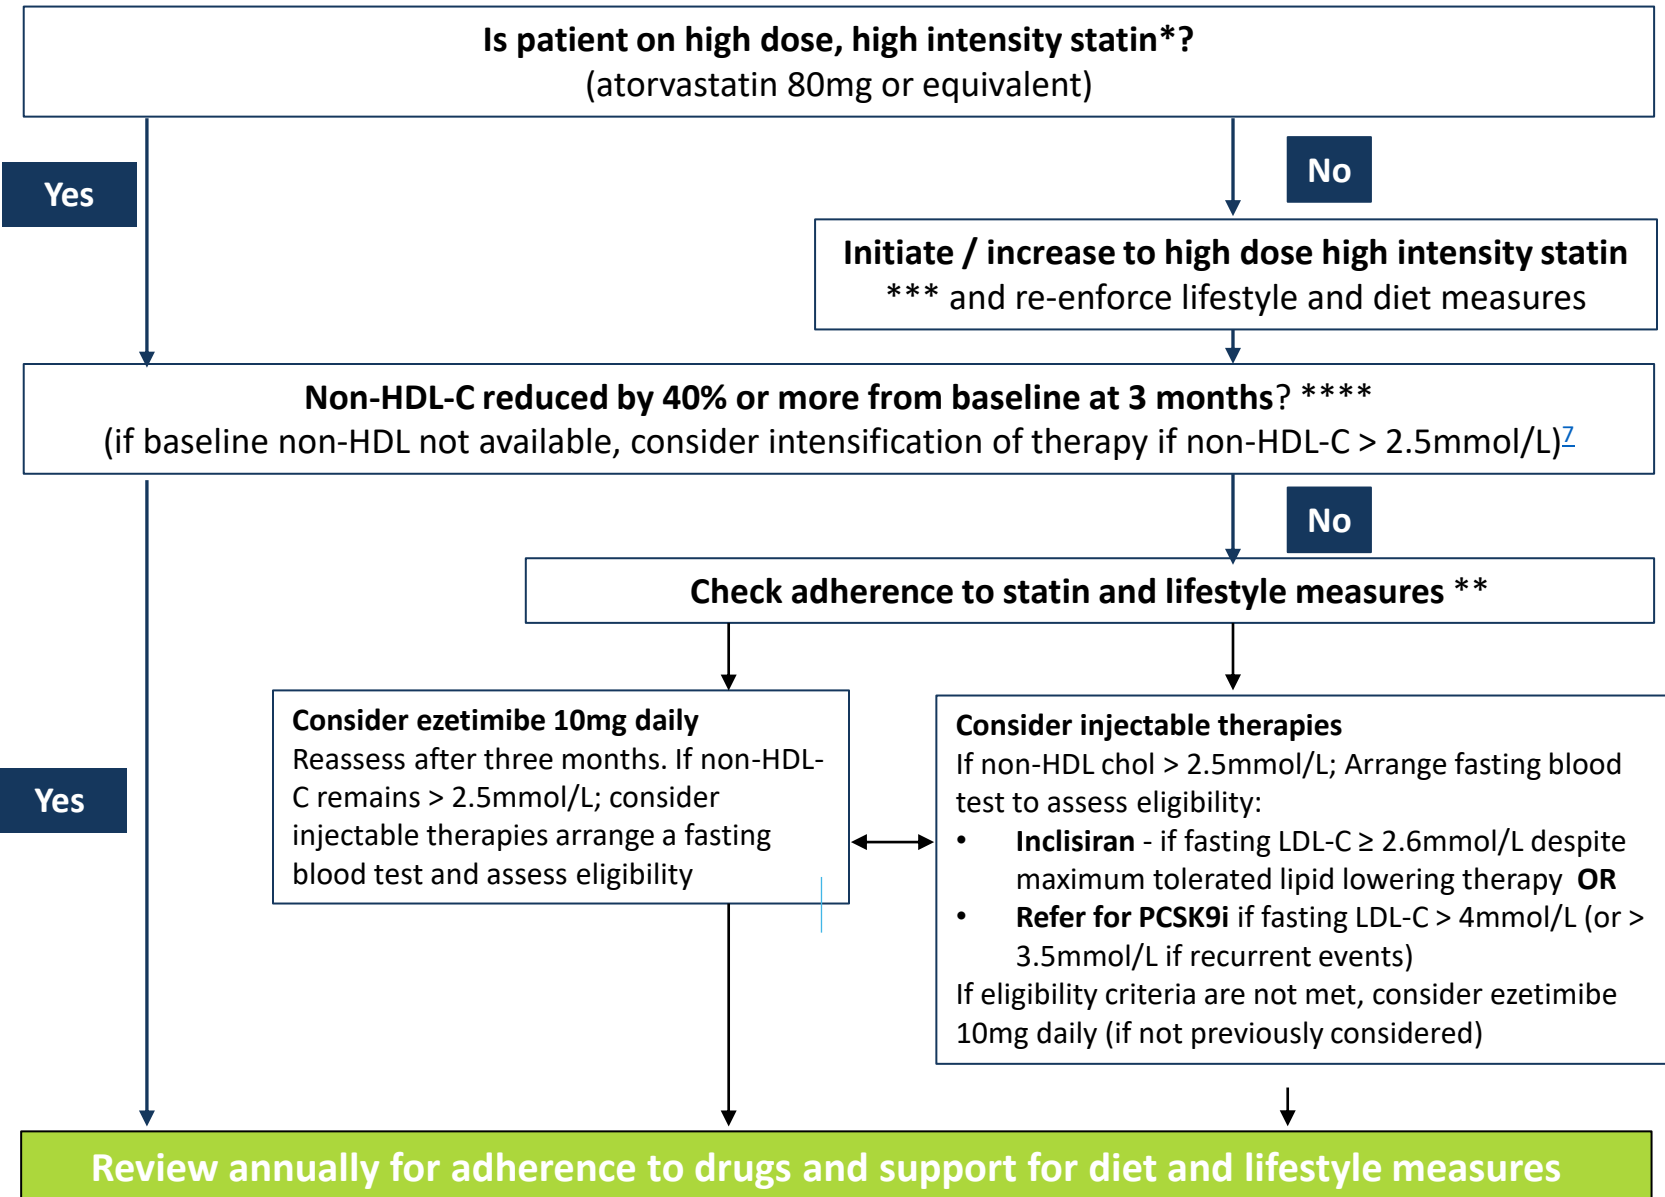 Is patient on high dose, high intensity statin*?
(atorvastatin 80mg or equivalent)
Yes
No
Initiate / increase to high dose high intensity statin
*** and re-enforce lifestyle and diet measures
Non-HDL-C reduced by 40% or more from baseline at 3 months? ****
(if baseline non-HDL not available, consider intensification of therapy if non-HDL-C > 2.5mmol/L)7
No
Check adherence to statin and lifestyle measures **
Consider ezetimibe 10mg daily
Reassess after three months. If non-HDL-
C remains > 2.5mmol/L; consider
injectable therapies arrange a fasting
blood test and assess eligibility
Consider injectable therapies
If non-HDL chol > 2.5mmol/L; Arrange fasting blood
test to assess eligibility:
• Inclisiran - if fasting LDL-C ≥ 2.6mmol/L despite
maximum tolerated lipid lowering therapy OR
• Refer for PCSK9i if fasting LDL-C > 4mmol/L (or >
3.5mmol/L if recurrent events)
If eligibility criteria are not met, consider ezetimibe
10mg daily (if not previously considered)
Yes
Review annually for adherence to drugs and support for diet and lifestyle measures